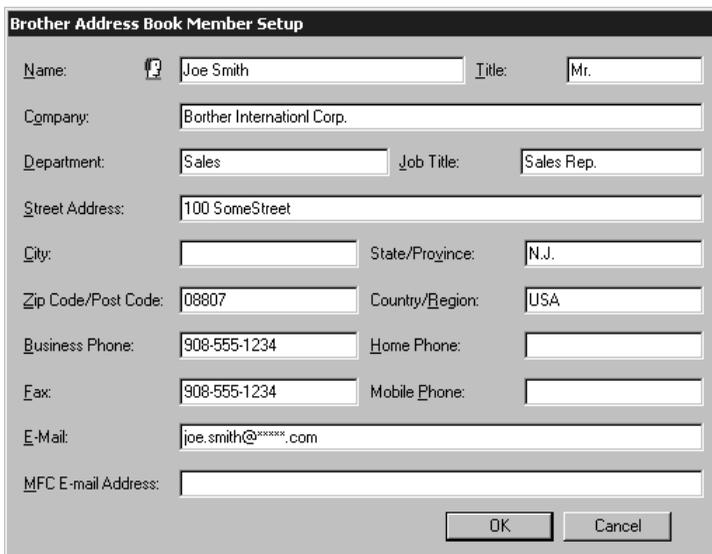 Brother Address Book Member Setup
Name: Joe Smith Title: Mr.
Company: Borther Internationl Corp.
Department: Sales Job Title: Sales Rep.
Street Address: 100 SomeStreet
City: State/Province: N.J.
Zip Code/Post Code: 08807 Country/Region: USA
Business Phone: 908-555-1234 Home Phone:
Fax: 908-555-1234 Mobile Phone:
E-Mail: joe.smith@*****.com
MFC E-mail Address:
OK Cancel